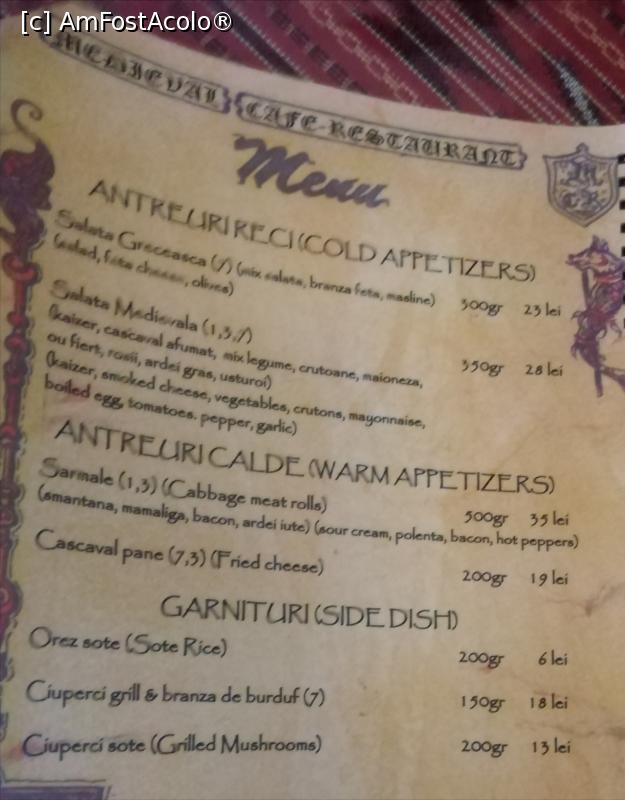 [c] AmFostAcolo®
MEDIEVAL CAFE-RESTAURANT
Menu
ANTREURI RECI (COLD APPETIZERS)
Salata Greceasca (7) (mix salata, branza feta, masline) 300gr 23 lei
(salad, feta cheese, olives)
Salata Medievala (1,3,7) 350gr 28 lei
(kaizer, cascaval afumat, mix legume, crutoane, maioneza,
ou fiert, rosii, ardei gras, usturoi)
(kaizer, smoked cheese, vegetables, crutons, mayonnaise,
boiled egg, tomatoes. pepper, garlic)
ANTREURI CALDE (WARM APPETIZERS)
Sarmale (1,3) (Cabbage meat rolls) 500gr 35 lei
(smantana, mamaliga, bacon, ardei iute) (sour cream, polenta, bacon, hot peppers)
Cascaval pane (7,3) (Fried cheese) 200gr 19 lei
GARNITURI (SIDE DISH)
Orez sote (Sote Rice) 200gr 6 lei
Ciuperci grill & branza de burduf (7) 150gr 18 lei
Ciuperci sote (Grilled Mushrooms) 200gr 13 lei